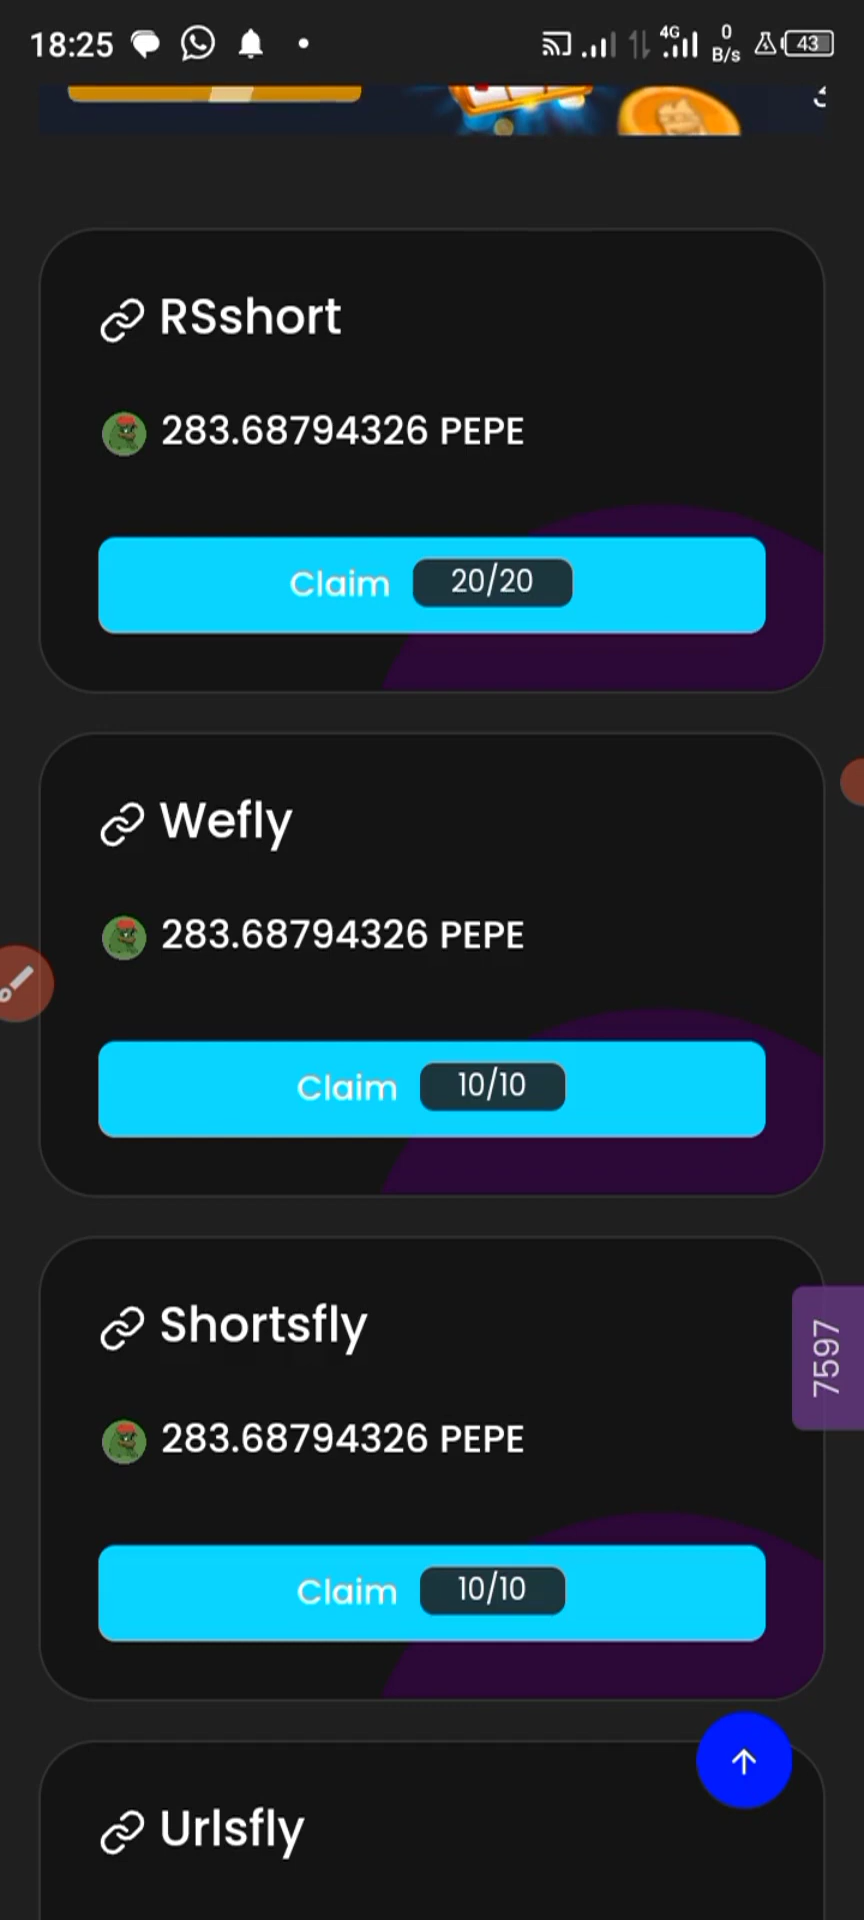 18:25
4G
0
B/s
43
RSshort
283.68794326 PEPE
Claim 20/20
Wefly
283.68794326 PEPE
Claim 10/10
Shortsfly
7597
283.68794326 PEPE
Claim 10/10
Urlsfly